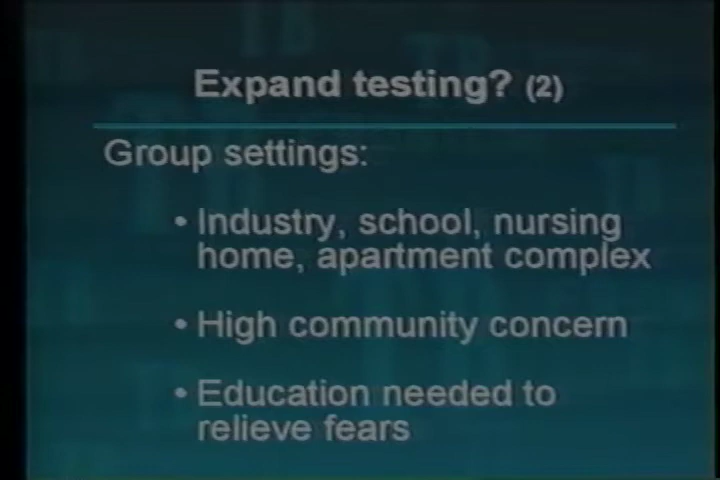 Expand testing? (2)
Group settings:
• Industry, school, nursing
home, apartment complex
• High community concern
• Education needed to
relieve fears